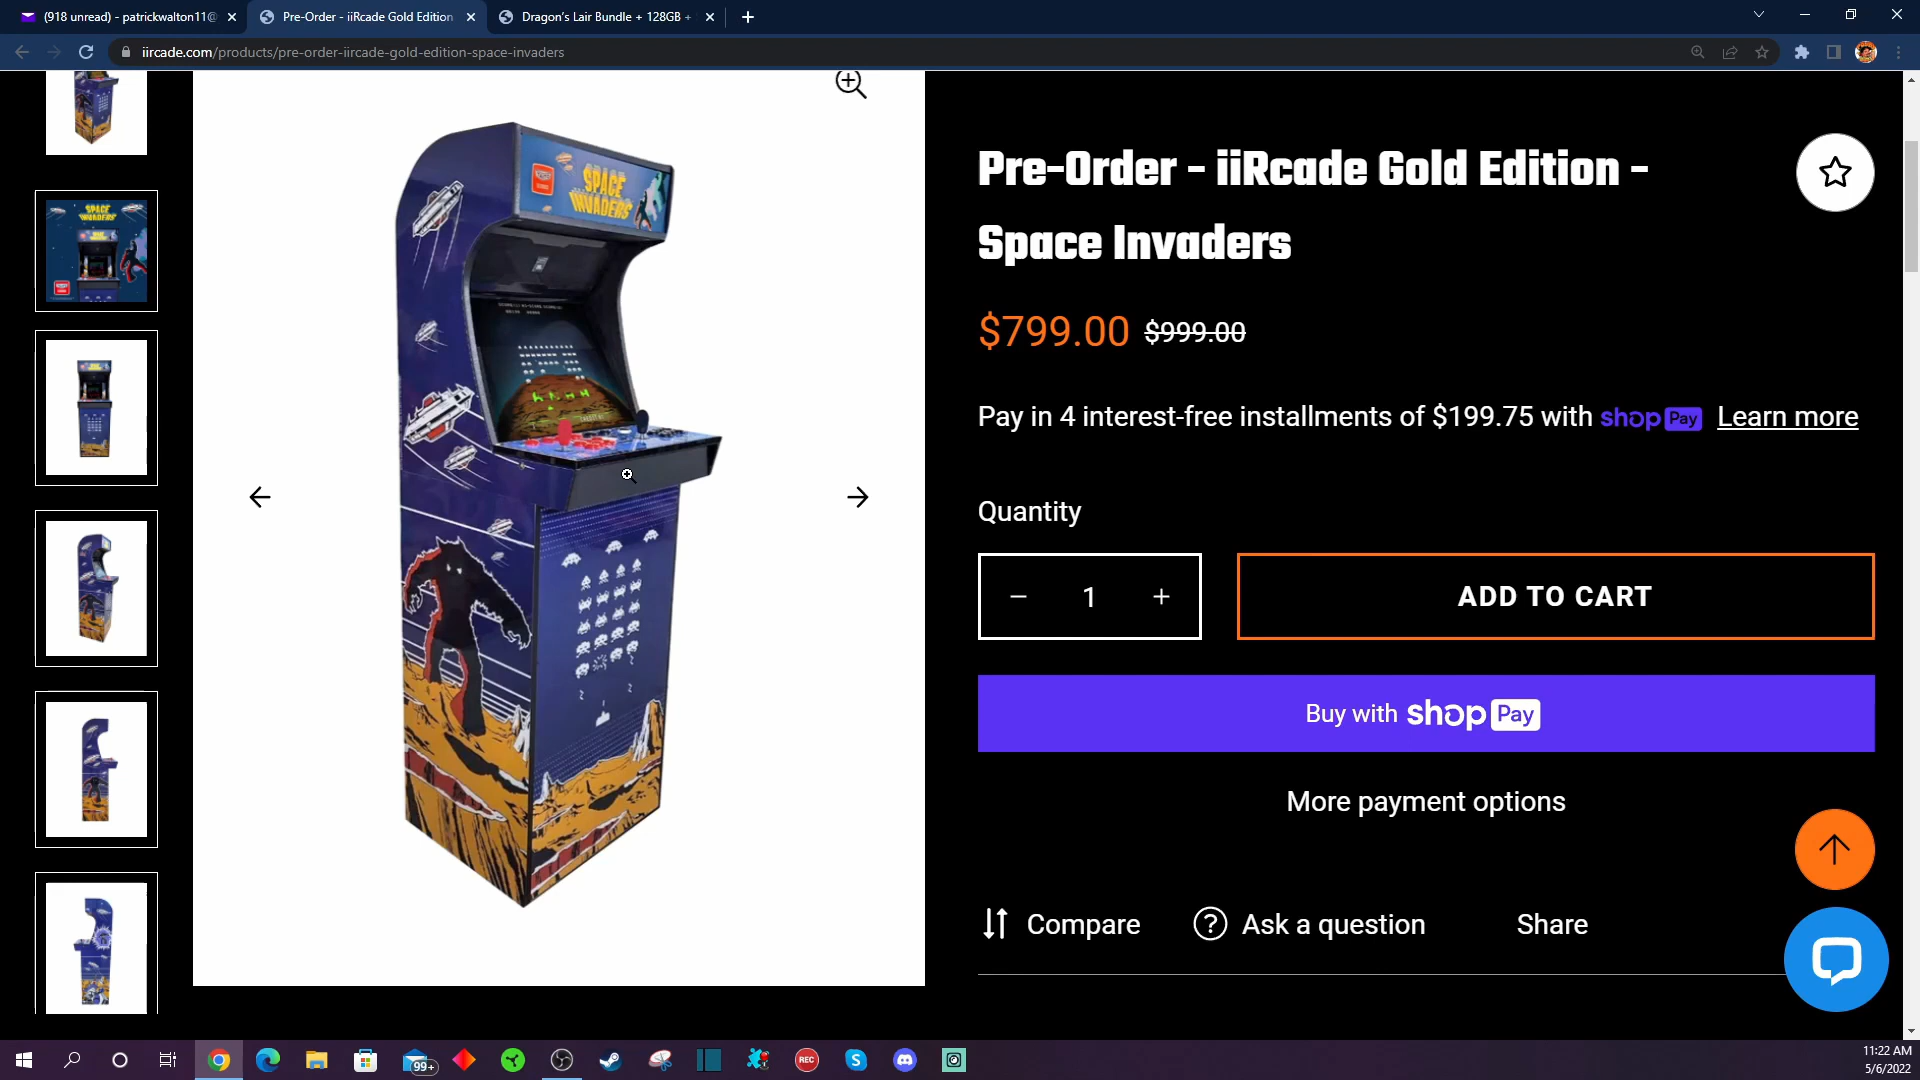 (918 unread) - patrickwalton11@
Pre-Order - iiRcade Gold Edition
Dragon's Lair Bundle + 128GB +
iircade.com/products/pre-order-iircade-gold-edition-space-invaders
SPACE
INVADERS
Pre-Order - iiRcade Gold Edition -
Space Invaders
$799.00 $999.00
Pay in 4 interest-free installments of $199.75 with shop Pay Learn more
Quantity
− 1 +
ADD TO CART
Buy with shop Pay
More payment options
Compare
Ask a question
Share
99+
REC
11:22 AM
5/6/2022